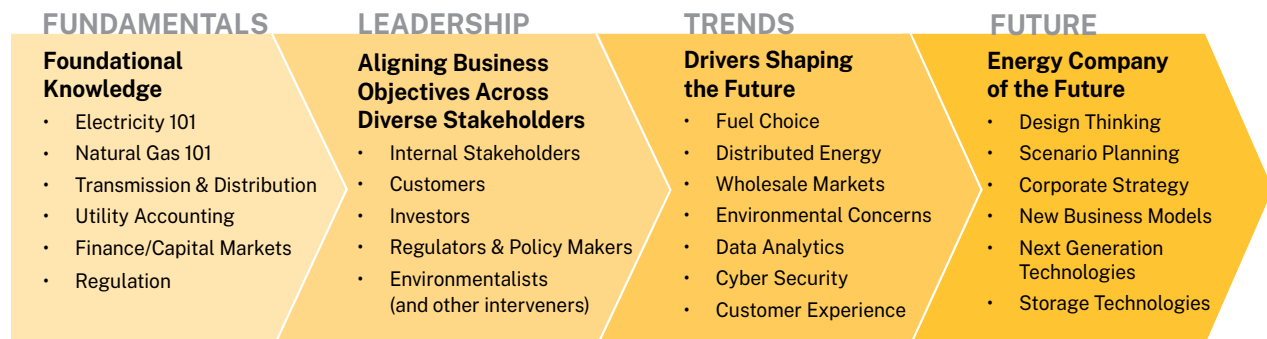 FUNDAMENTALS
Foundational
Knowledge
• Electricity 101
• Natural Gas 101
• Transmission & Distribution
• Utility Accounting
• Finance/Capital Markets
• Regulation
LEADERSHIP
Aligning Business
Objectives Across
Diverse Stakeholders
• Internal Stakeholders
• Customers
• Investors
• Regulators & Policy Makers
• Environmentalists
(and other interveners)
TRENDS
Drivers Shaping
the Future
• Fuel Choice
• Distributed Energy
• Wholesale Markets
• Environmental Concerns
• Data Analytics
• Cyber Security
• Customer Experience
FUTURE
Energy Company
of the Future
• Design Thinking
• Scenario Planning
• Corporate Strategy
• New Business Models
• Next Generation
Technologies
• Storage Technologies